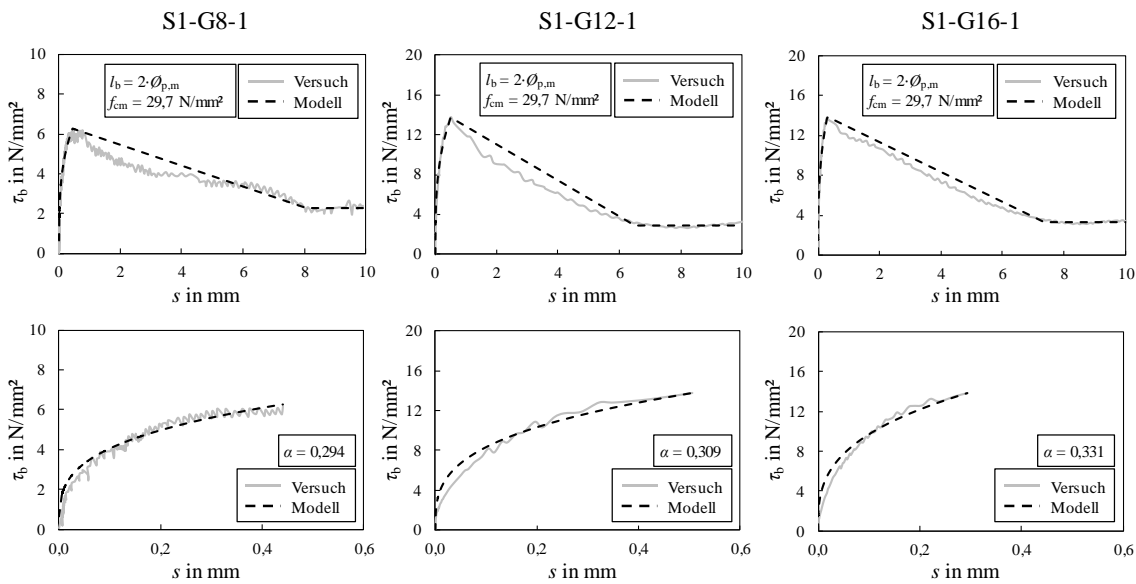 S1-G8-1
S1-G12-1
S1-G16-1
10
8
6
4
2
0
τb in N/mm²
lb = 2·Øp,m
fcm = 29,7 N/mm²
Versuch
Modell
0 2 4 6 8 10
s in mm
20
16
12
8
4
0
τb in N/mm²
lb = 2·Øp,m
fcm = 29,7 N/mm²
Versuch
Modell
0 2 4 6 8 10
s in mm
20
16
12
8
4
0
τb in N/mm²
lb = 2·Øp,m
fcm = 29,7 N/mm²
Versuch
Modell
0 2 4 6 8 10
s in mm
10
8
6
4
2
0
τb in N/mm²
α = 0,294
Versuch
Modell
0,0 0,2 0,4 0,6
s in mm
20
16
12
8
4
0
τb in N/mm²
α = 0,309
Versuch
Modell
0,0 0,2 0,4 0,6
s in mm
20
16
12
8
4
0
τb in N/mm²
α = 0,331
Versuch
Modell
0,0 0,2 0,4 0,6
s in mm